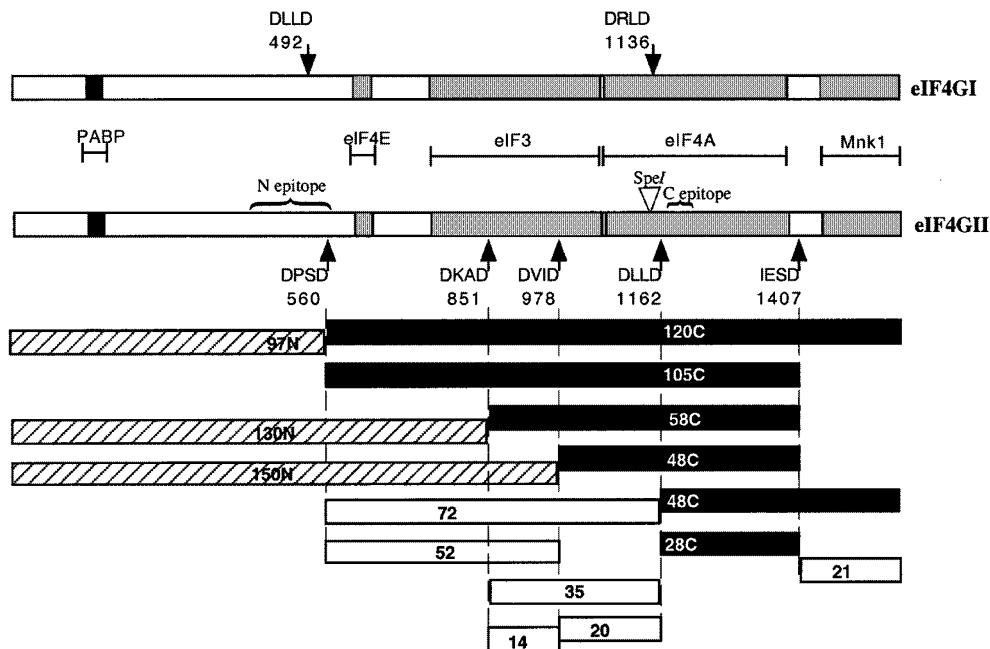 DLLD DRLD
492 1136
eIF4GI
PABP eIF4E eIF3 eIF4A Mnk1
SpeI
N epitope C epitope
eIF4GII
DPSD DKAD DVID DLLD IESD
560 851 978 1162 1407
97N 120C
105C
130N 58C
150N 48C
72 48C
52 28C 21
35
14 20